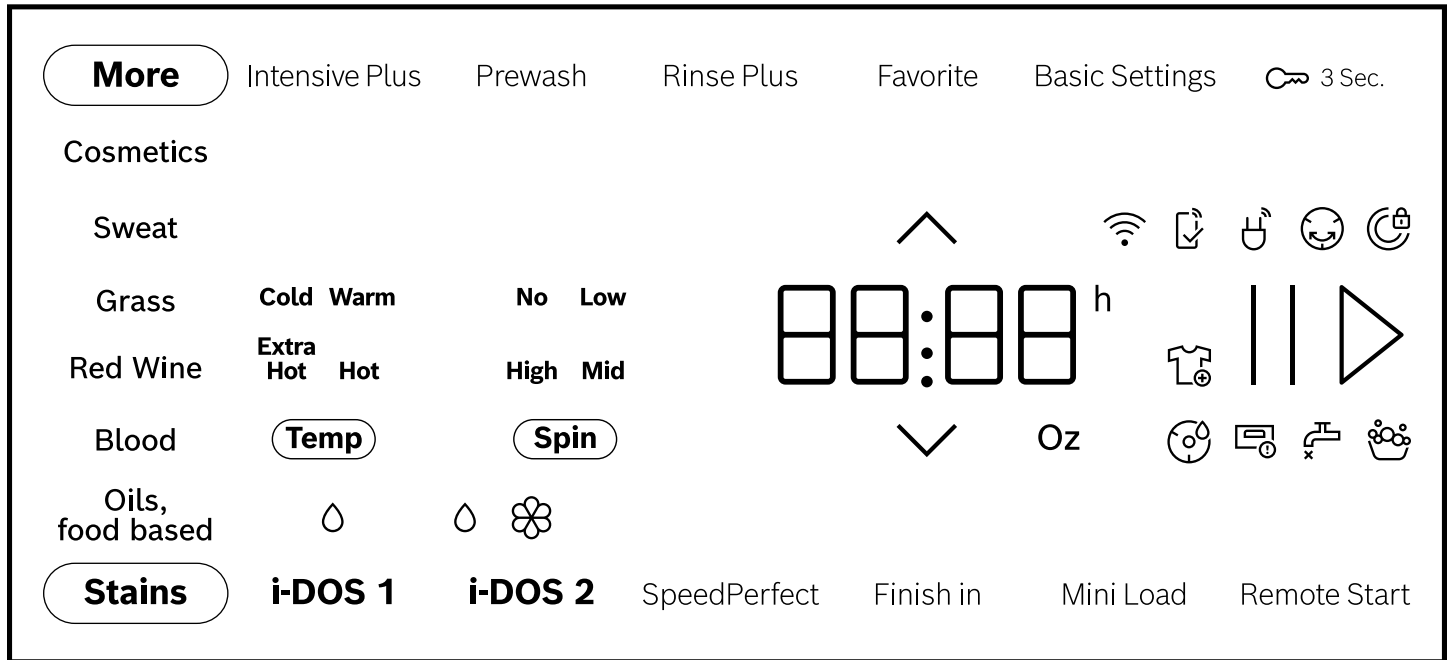 More Intensive Plus Prewash Rinse Plus Favorite Basic Settings 3 Sec.
Cosmetics
Sweat
Grass Cold Warm No Low 88:88 h
Extra
Red Wine Hot Hot High Mid
Blood Temp Spin Oz
Oils,
food based
Stains i-DOS 1 i-DOS 2 SpeedPerfect Finish in Mini Load Remote Start